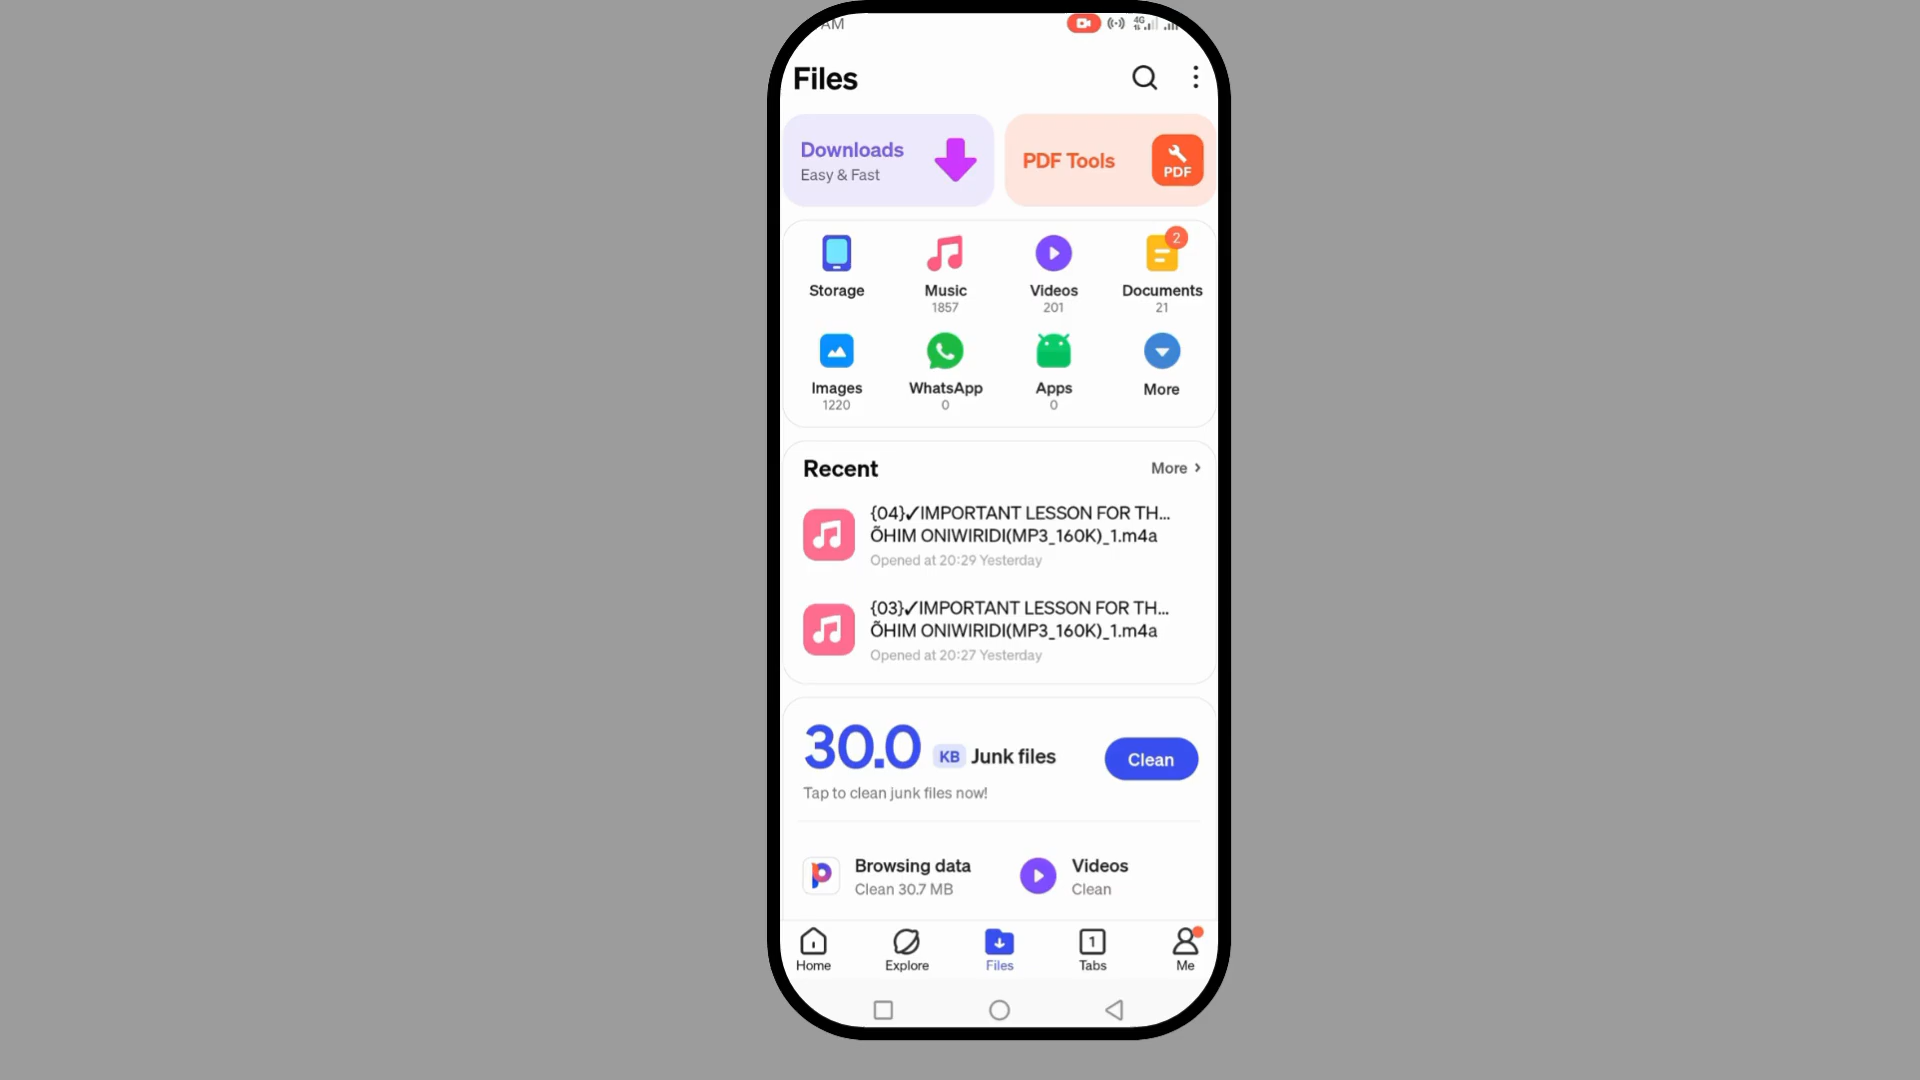 AM
4G
Files
Downloads
Easy & Fast
PDF Tools
PDF
Storage
Music
1857
Videos
201
2
Documents
21
Images
1220
WhatsApp
0
Apps
0
More
Recent
More >
{04}✓IMPORTANT LESSON FOR TH...
ÕHIM ONIWIRIDI(MP3_160K)_1.m4a
Opened at 20:29 Yesterday
{03}✓IMPORTANT LESSON FOR TH...
ÕHIM ONIWIRIDI(MP3_160K)_1.m4a
Opened at 20:27 Yesterday
30.0 KB Junk files
Clean
Tap to clean junk files now!
Browsing data
Clean 30.7 MB
Videos
Clean
Home
Explore
Files
1
Tabs
Me